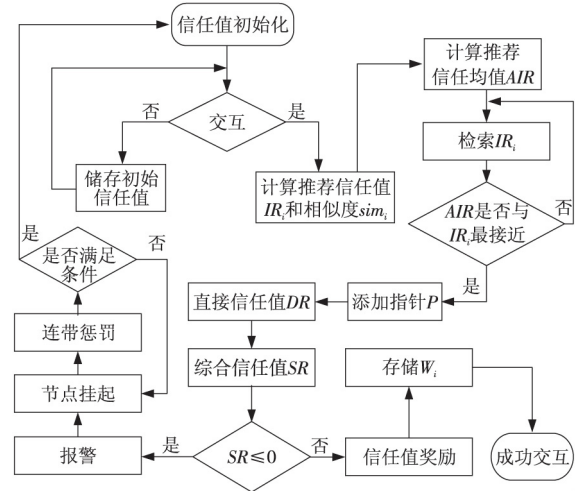 信任值初始化
交互
否
是
储存初始
信任值
计算推荐信任值
IRᵢ和相似度simᵢ
计算推荐
信任均值AIR
检索IRᵢ
AIR是否与
IRᵢ最接近
否
是
添加指针P
直接信任值DR
综合信任值SR
SR≤0
是
否
报警
节点挂起
连带惩罚
是否满足
条件
是
否
信任值奖励
存储Wᵢ
成功交互